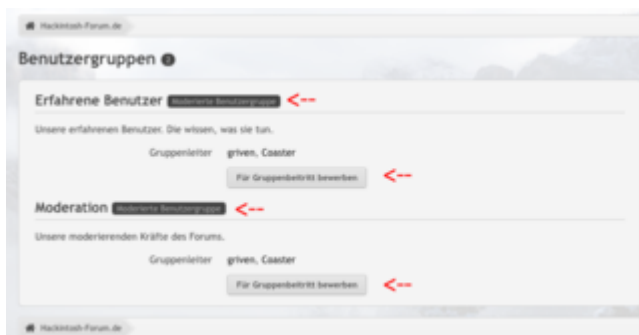 Hackintosh-Forum.de
Benutzergruppen 2
Erfahrene Benutzer Moderierte Benutzergruppe <--
Unsere erfahrenen Benutzer. Die wissen, was sie tun.
Gruppenleiter griven, Coaster
Für Gruppenbeitritt bewerben <--
Moderation Moderierte Benutzergruppe <--
Unsere moderierenden Kräfte des Forums.
Gruppenleiter griven, Coaster
Für Gruppenbeitritt bewerben <--
Hackintosh-Forum.de